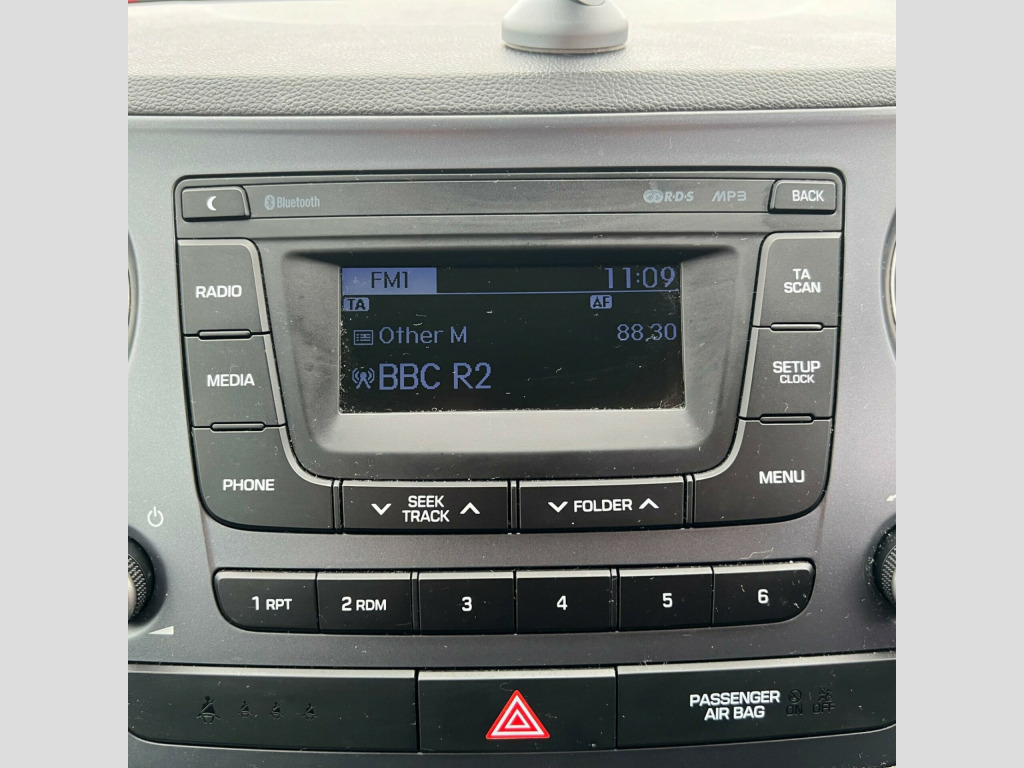 Bluetooth
R·D·S
MP3
BACK
RADIO
MEDIA
PHONE
FM1
11:09
TA
AF
Other M
88.30
BBC R2
TA
SCAN
SETUP
CLOCK
MENU
SEEK
TRACK
FOLDER
1 RPT
2 RDM
3
4
5
6
PASSENGER
AIR BAG
ON
OFF